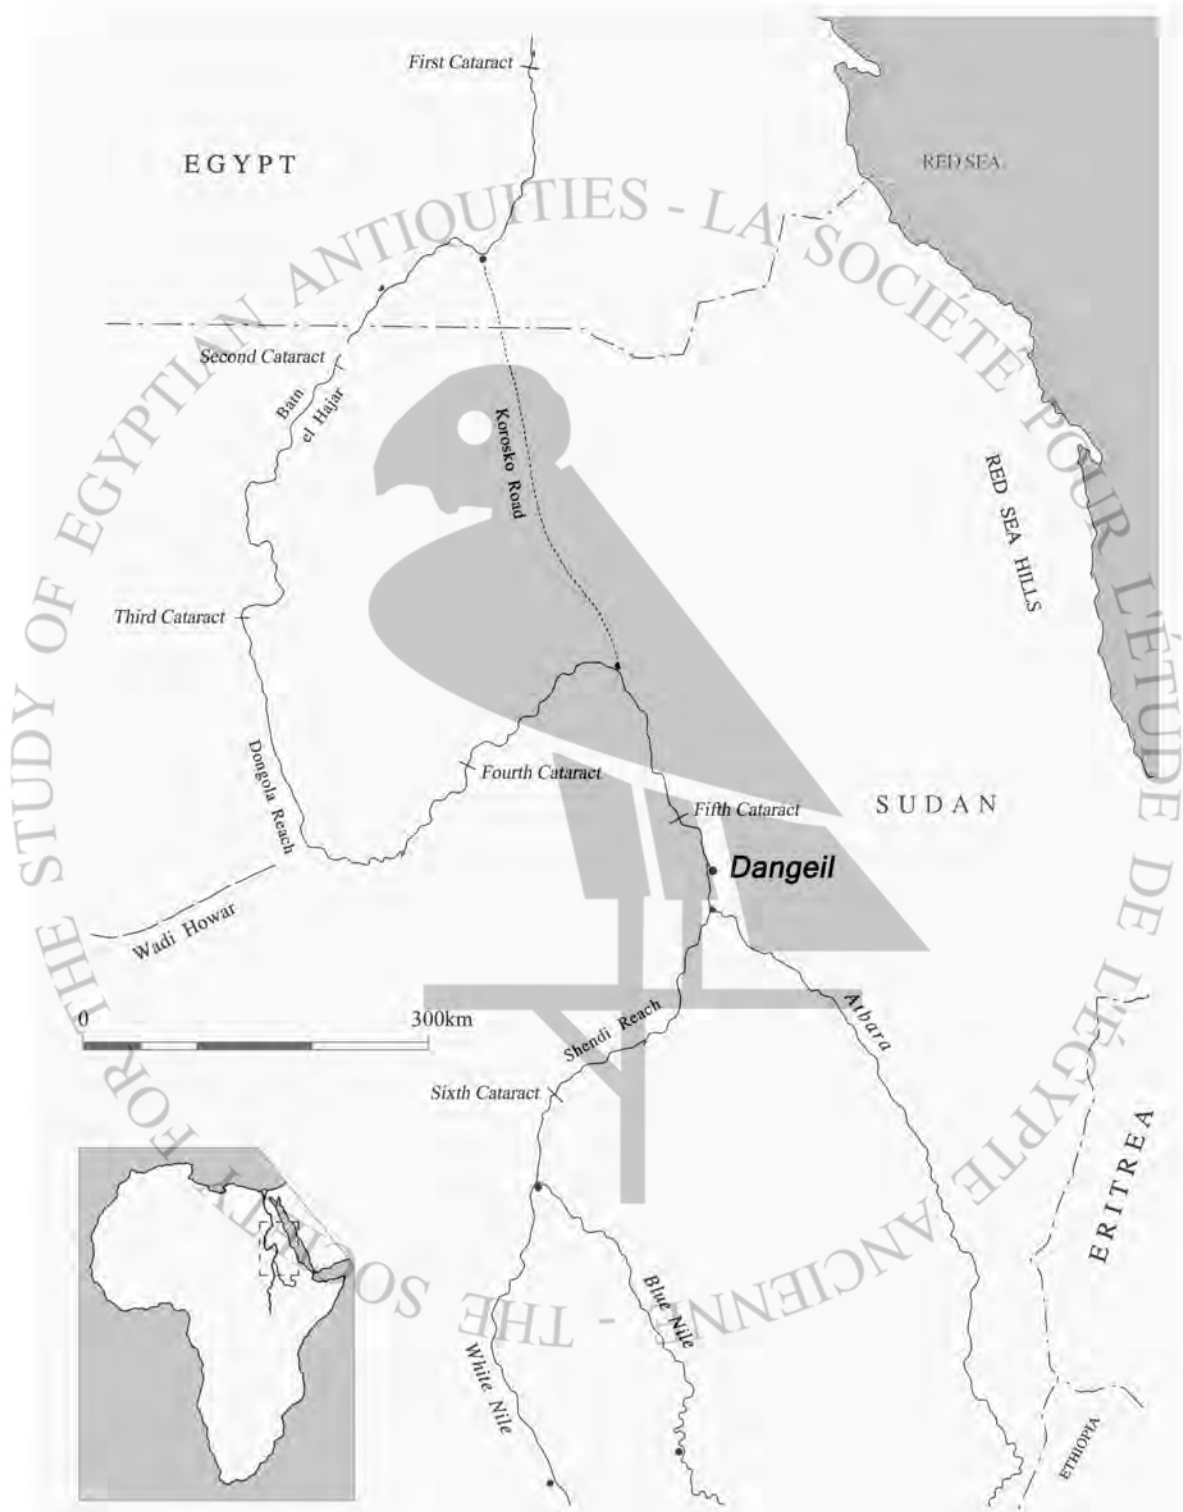 First Cataract
EGYPT
RED SEA
THE SOCIETY FOR THE STUDY OF EGYPTIAN ANTIQUITIES - LA SOCIÉTÉ POUR L'ÉTUDE DE L'ÉGYPTE ANCIENNE -
Second Cataract
Batn
el Hajar
Korosko Road
RED SEA HILLS
Third Cataract
Dongola Reach
Fourth Cataract
Fifth Cataract
SUDAN
Dangeil
Wadi Howar
Atbara
0 300km
Shendi Reach
Sixth Cataract
ERITREA
Blue Nile
White Nile
ETHIOPIA